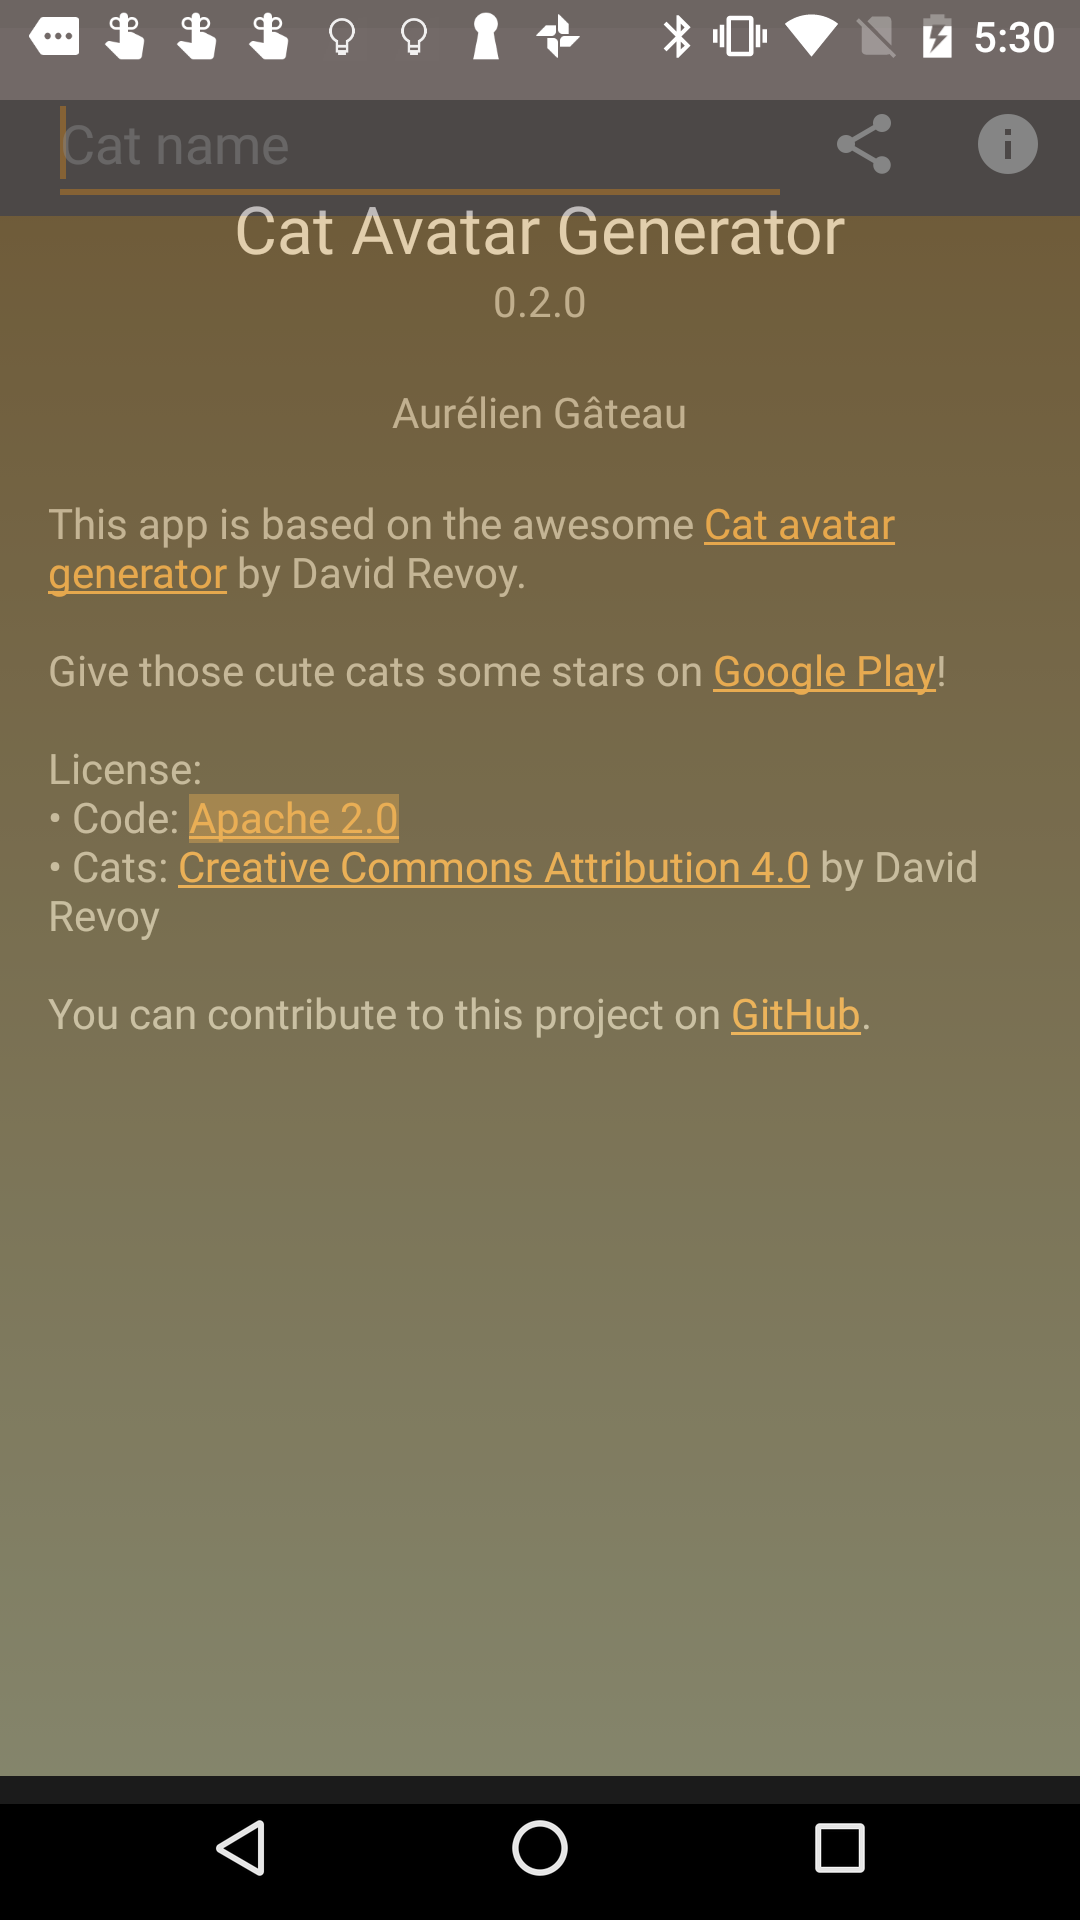 5:30
Cat name
Cat Avatar Generator
0.2.0
Aurélien Gâteau
This app is based on the awesome Cat avatar
generator by David Revoy.
Give those cute cats some stars on Google Play!
License:
• Code: Apache 2.0
• Cats: Creative Commons Attribution 4.0 by David
Revoy
You can contribute to this project on GitHub.